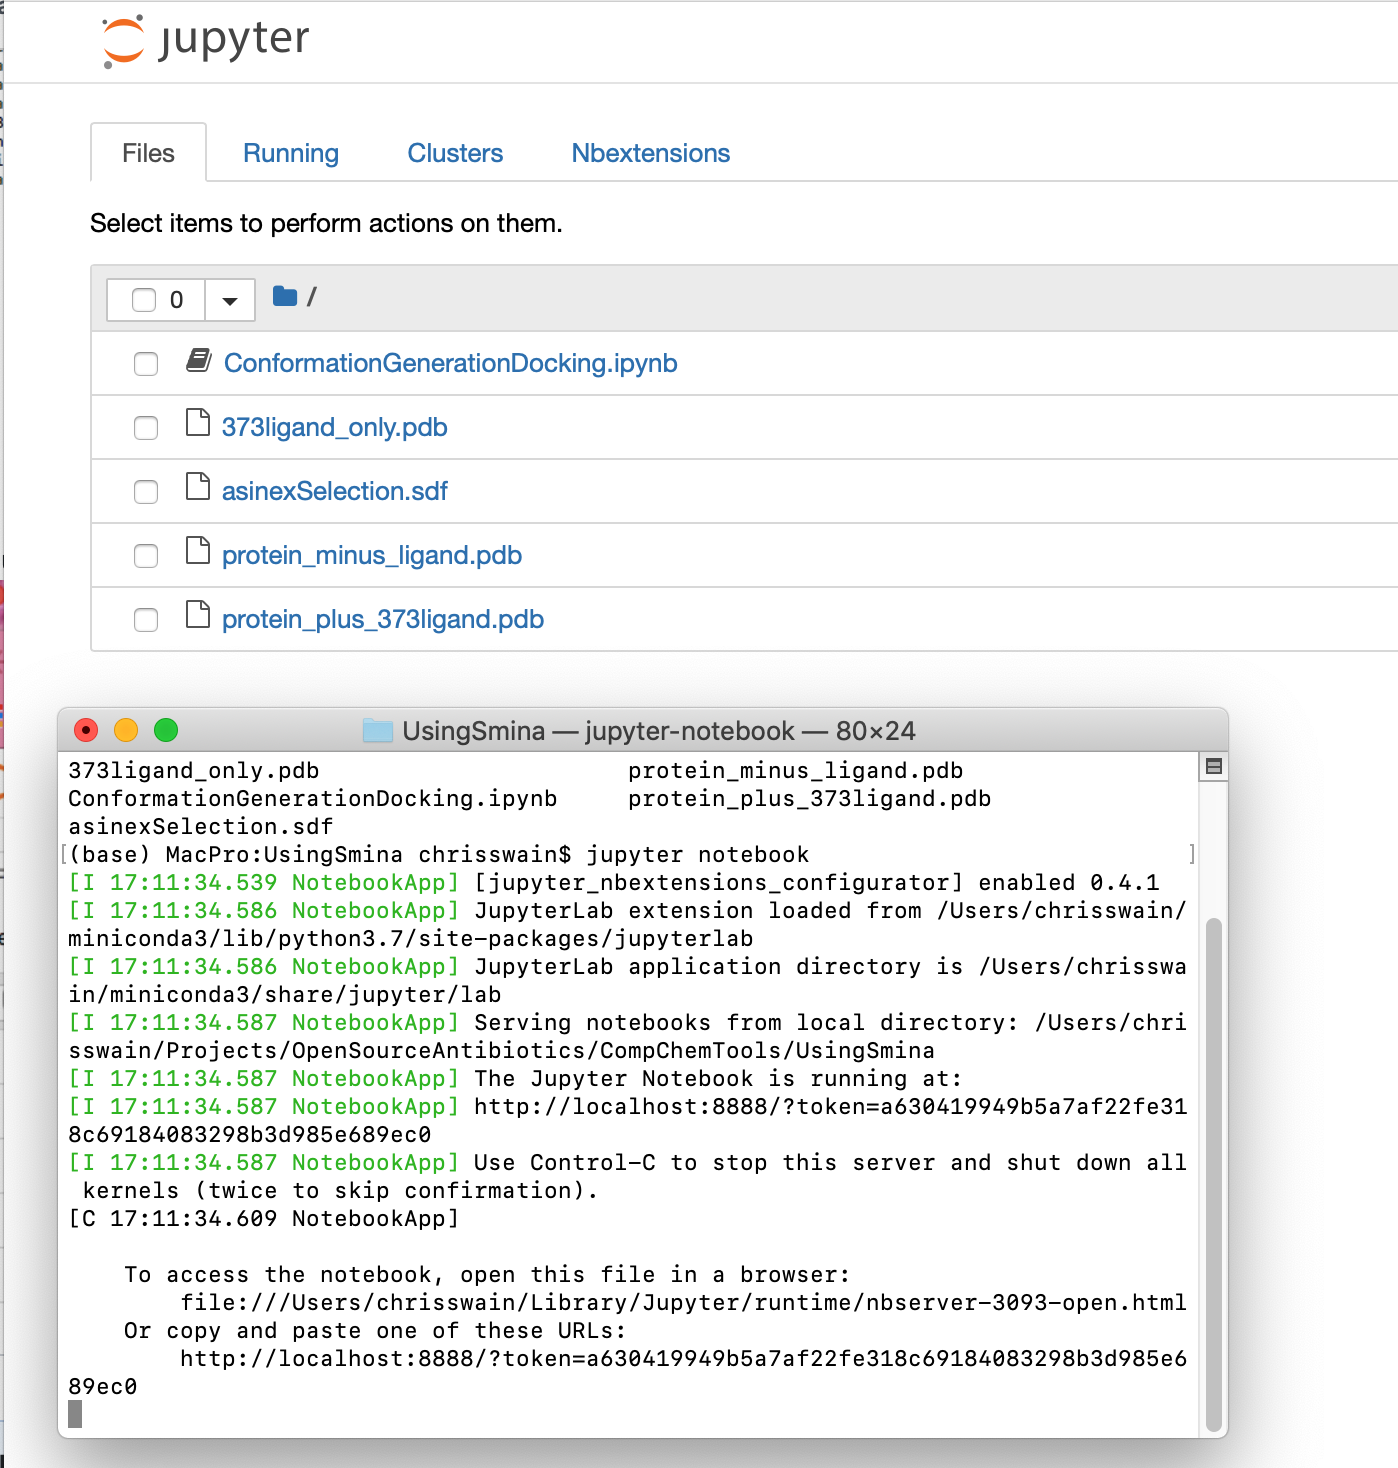 jupyter
Files Running Clusters Nbextensions
Select items to perform actions on them.
0 /
ConformationGenerationDocking.ipynb
373ligand_only.pdb
asinexSelection.sdf
protein_minus_ligand.pdb
protein_plus_373ligand.pdb
UsingSmina — jupyter-notebook — 80×24
373ligand_only.pdb protein_minus_ligand.pdb
ConformationGenerationDocking.ipynb protein_plus_373ligand.pdb
asinexSelection.sdf
[(base) MacPro:UsingSmina chrisswain$ jupyter notebook ]
[I 17:11:34.539 NotebookApp] [jupyter_nbextensions_configurator] enabled 0.4.1
[I 17:11:34.586 NotebookApp] JupyterLab extension loaded from /Users/chrisswain/
miniconda3/lib/python3.7/site-packages/jupyterlab
[I 17:11:34.586 NotebookApp] JupyterLab application directory is /Users/chrisswa
in/miniconda3/share/jupyter/lab
[I 17:11:34.587 NotebookApp] Serving notebooks from local directory: /Users/chri
sswain/Projects/OpenSourceAntibiotics/CompChemTools/UsingSmina
[I 17:11:34.587 NotebookApp] The Jupyter Notebook is running at:
[I 17:11:34.587 NotebookApp] http://localhost:8888/?token=a630419949b5a7af22fe31
8c69184083298b3d985e689ec0
[I 17:11:34.587 NotebookApp] Use Control-C to stop this server and shut down all
 kernels (twice to skip confirmation).
[C 17:11:34.609 NotebookApp]
To access the notebook, open this file in a browser:
file:///Users/chrisswain/Library/Jupyter/runtime/nbserver-3093-open.html
Or copy and paste one of these URLs:
http://localhost:8888/?token=a630419949b5a7af22fe318c69184083298b3d985e6
89ec0